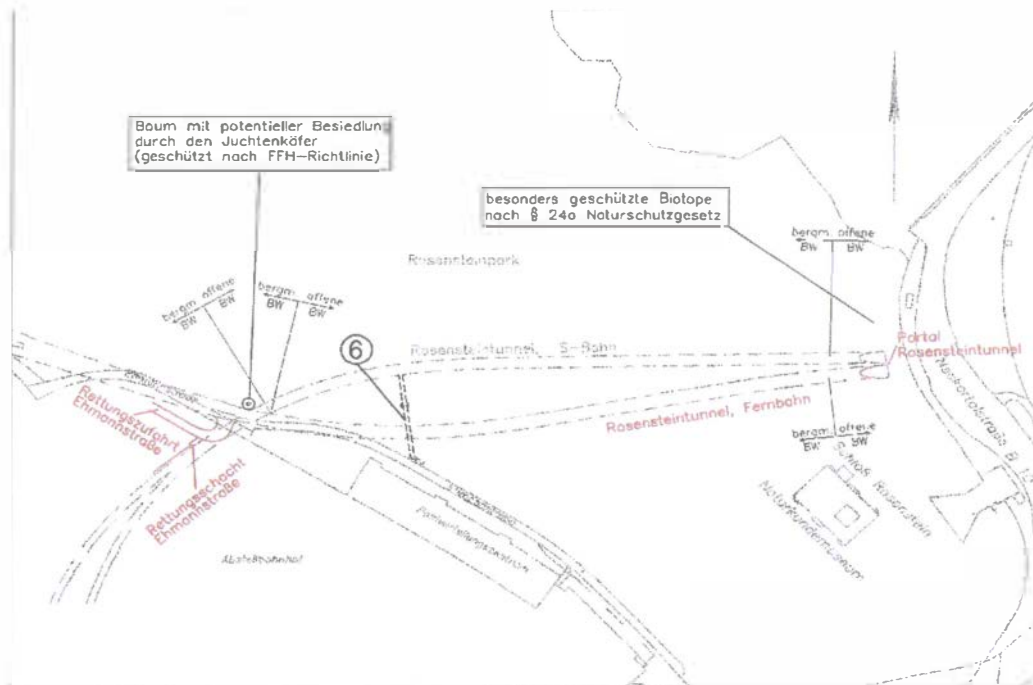 Baum mit potentieller Besiedlung
durch den Juchtenkäfer
(geschützt nach FFH-Richtlinie)
besonders geschützte Biotope
nach § 24a Naturschutzgesetz
Rosensteinpark
bergm. offene
BW BW
bergm. offene
BW BW
bergm. offene
BW BW
6
Rosensteintunnel, S-Bahn
Portal
Rosensteintunnel
Rosensteintunnel, Fernbahn
Rettungszufahrt
Ehmannstraße
Rettungsschacht
Ehmannstraße
bergm. offene
BW BW
Schloß Rosenstein
Naturkundemuseum
Neckartalstraße B
Abstellbahnhof